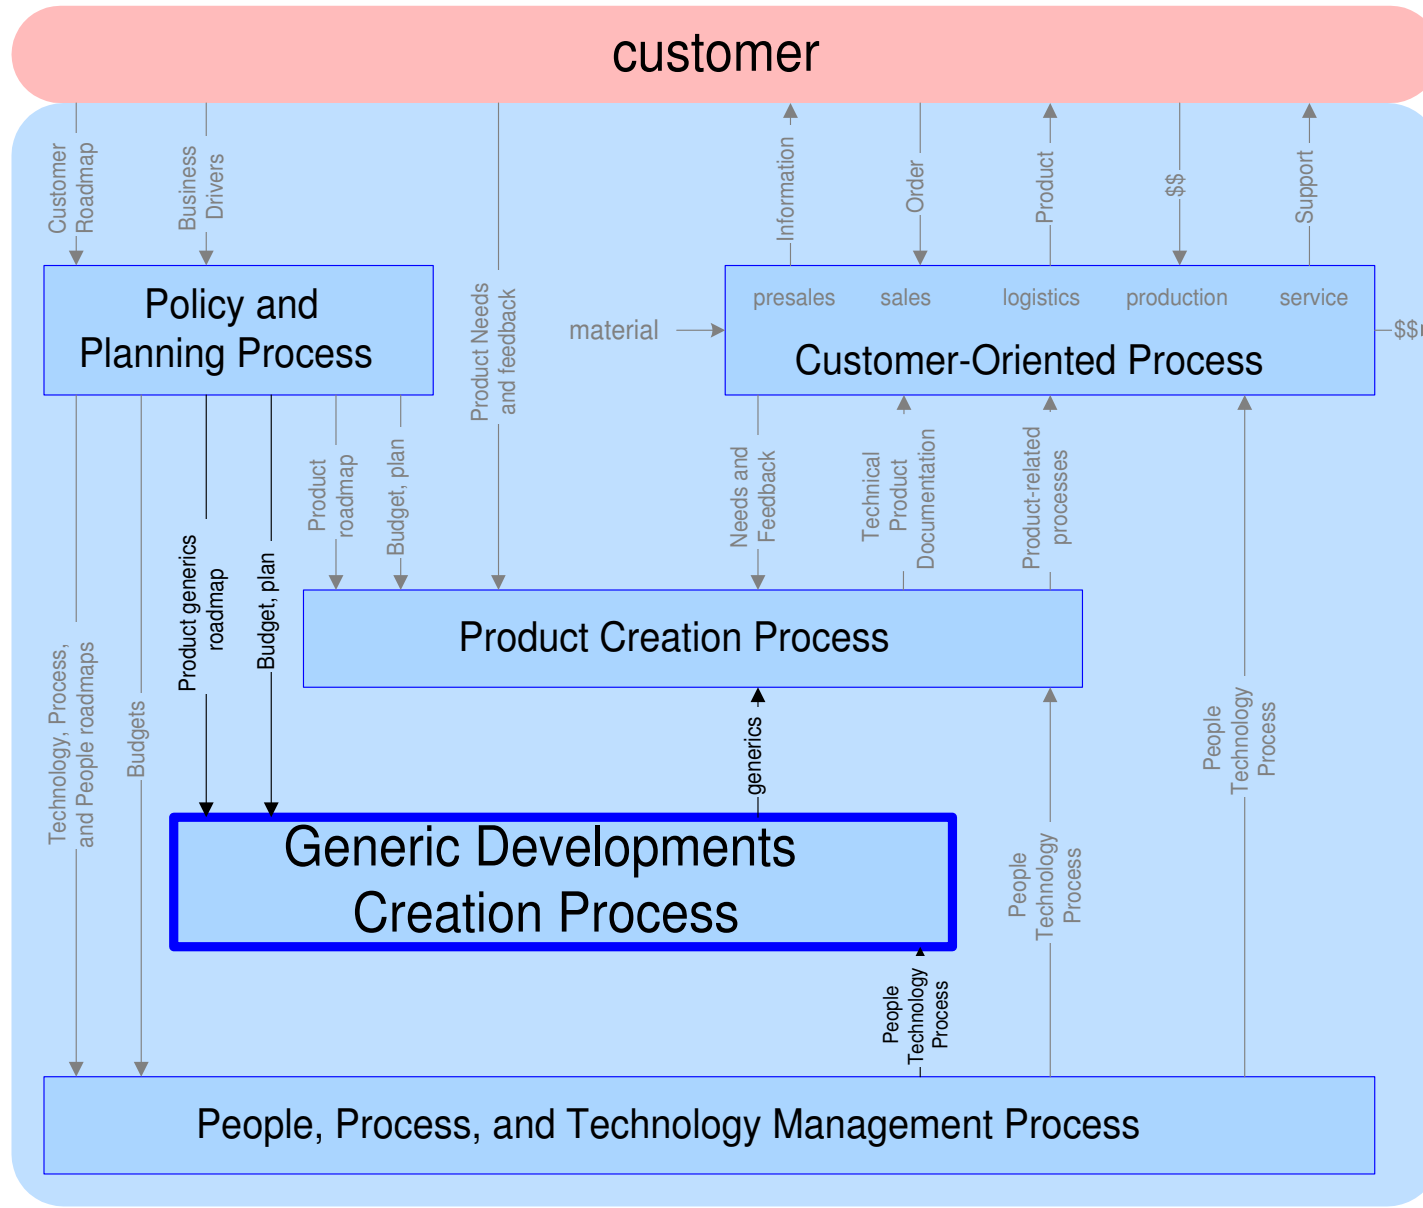 customer
Customer
Roadmap
Business
Drivers
Product Needs
and feedback
Information
Order
Product
$$
Support
Policy and
Planning Process
material
presales
sales
logistics
production
service
Customer-Oriented Process
$$
Technology, Process,
and People roadmaps
Budgets
Product generics
roadmap
Budget, plan
Product
roadmap
Budget, plan
Needs and
Feedback
Technical
Product
Documentation
Product-related
processes
People
Technology
Process
Product Creation Process
generics
People
Technology
Process
Generic Developments
Creation Process
People
Technology
Process
People, Process, and Technology Management Process